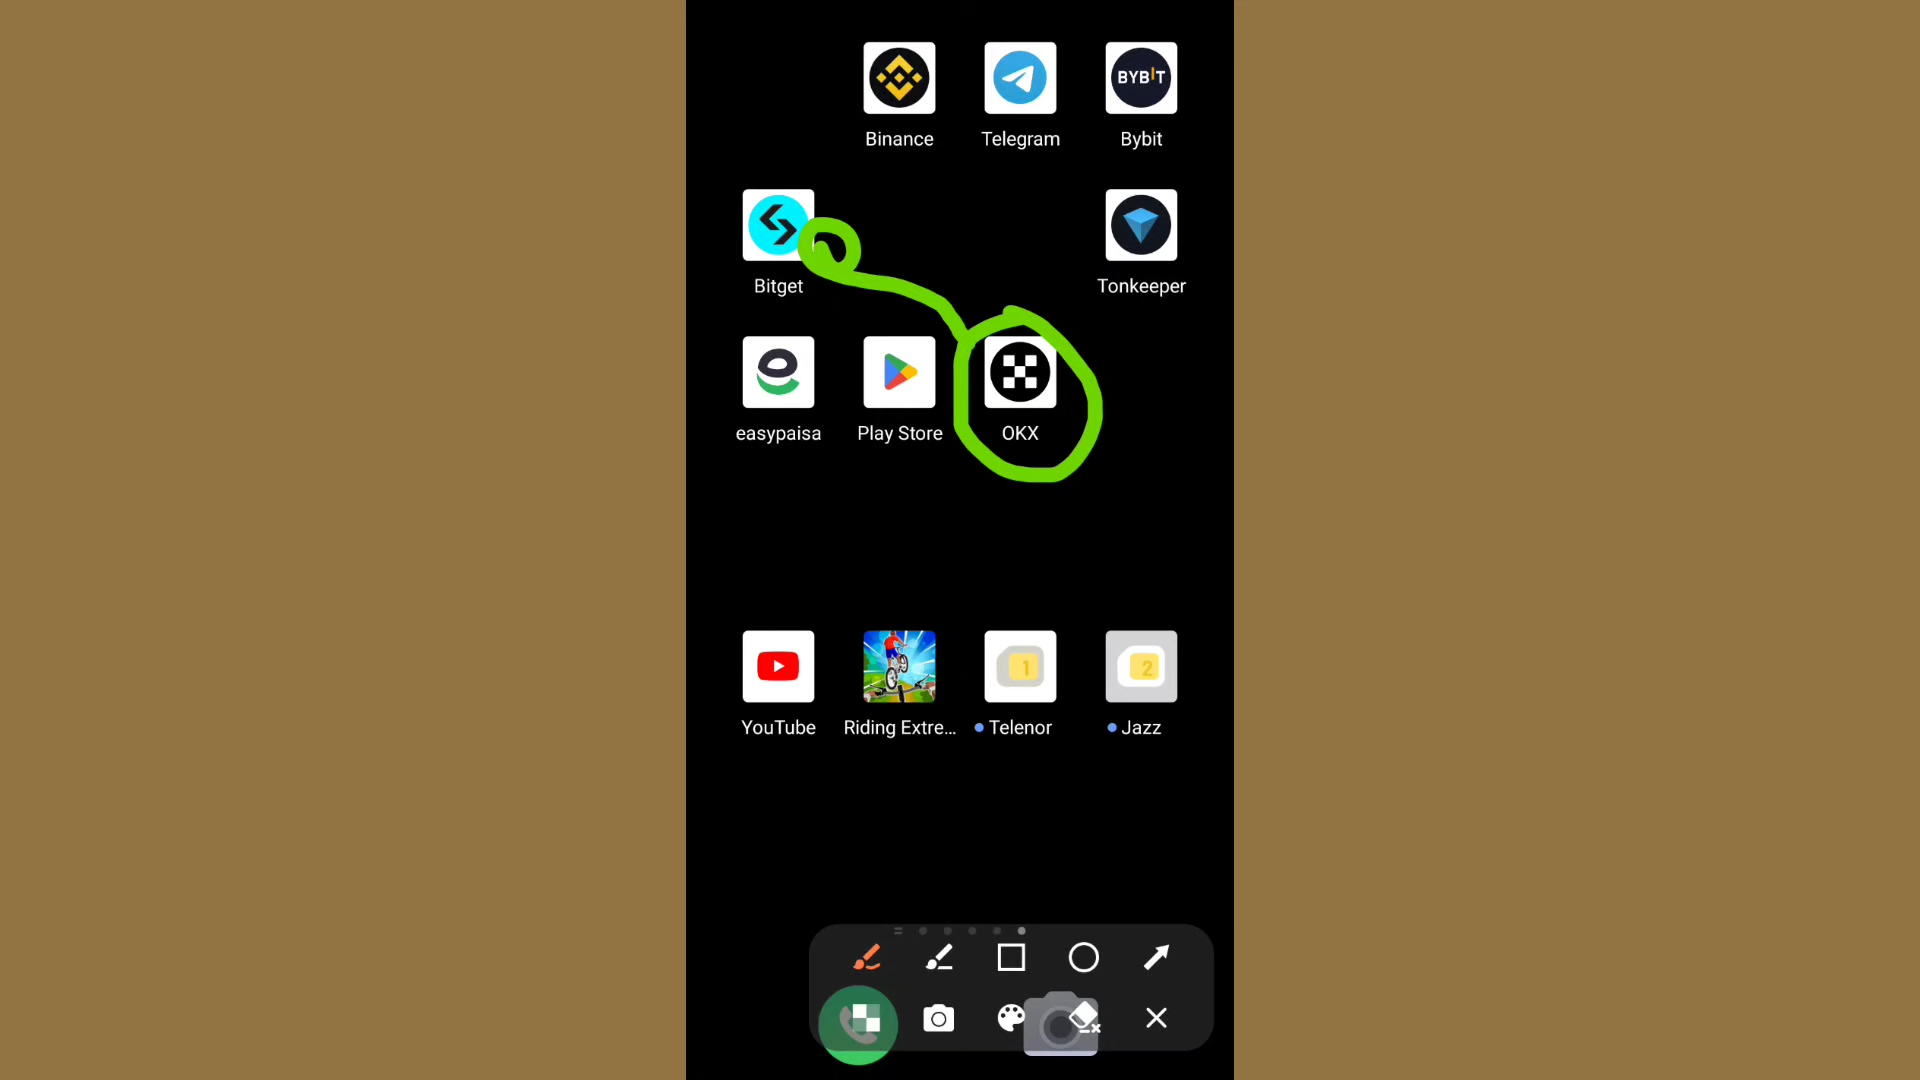 BYBIT
Binance
Telegram
Bybit
Bitget
Tonkeeper
easypaisa
Play Store
OKX
1
2
YouTube
Riding Extre...
Telenor
Jazz